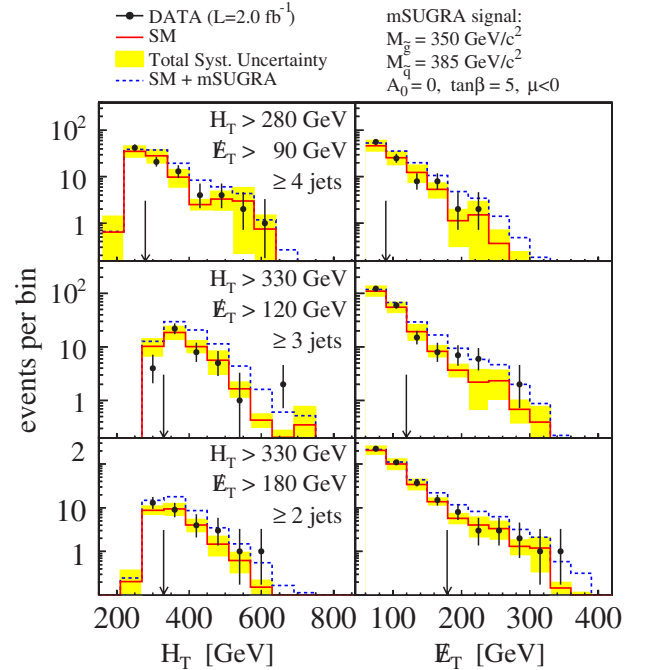 DATA (L=2.0 fb⁻¹)
SM
Total Syst. Uncertainty
SM + mSUGRA
mSUGRA signal:
M_g̃ = 350 GeV/c²
M_q̃ = 385 GeV/c²
A₀ = 0, tanβ = 5, μ<0
events per bin
10²
10
1
H_T > 280 GeV
E̸_T > 90 GeV
≥ 4 jets
10²
10
1
H_T > 330 GeV
E̸_T > 120 GeV
≥ 3 jets
2
10
1
H_T > 330 GeV
E̸_T > 180 GeV
≥ 2 jets
200 400 600 800
100 200 300 400
H_T [GeV]
E̸_T [GeV]